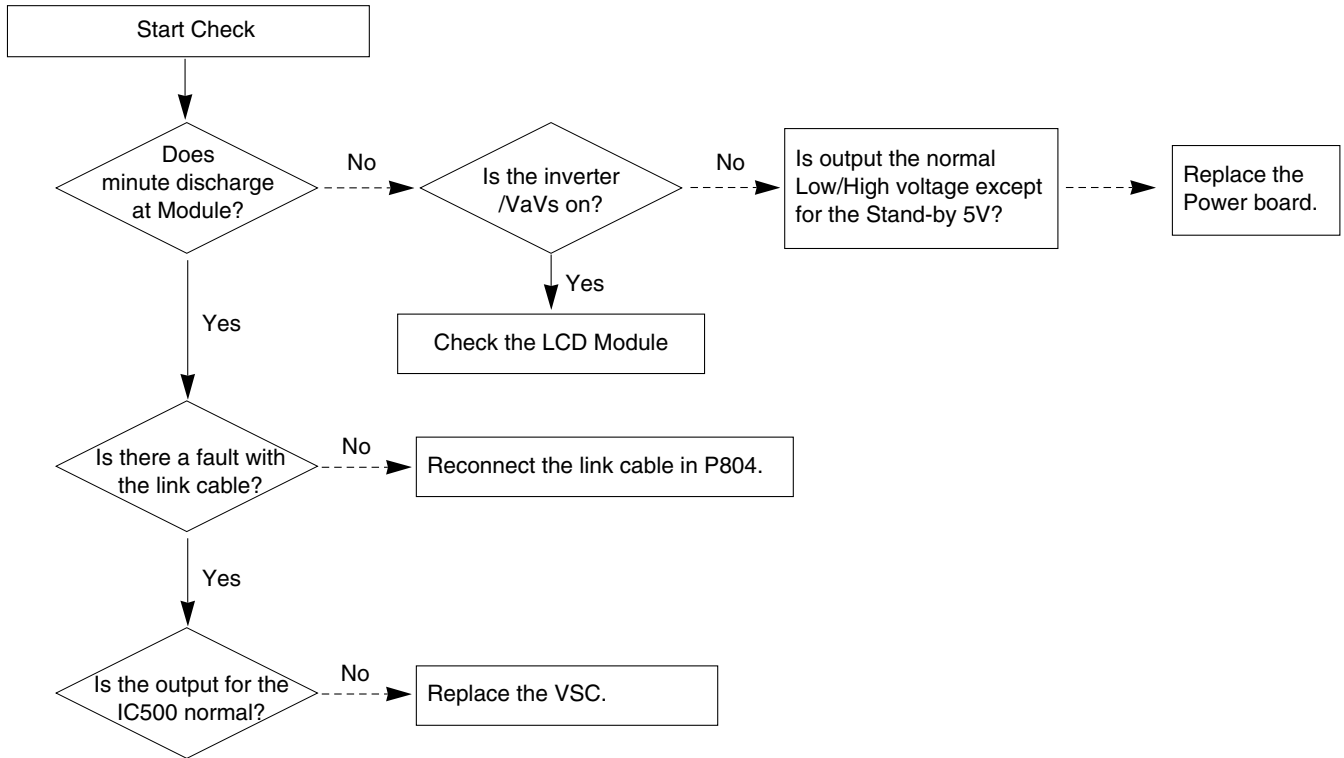 Start Check
Does
minute discharge
at Module?
No
Is the inverter
/VaVs on?
No
Is output the normal
Low/High voltage except
for the Stand-by 5V?
Replace the
Power board.
Yes
Check the LCD Module
Yes
Is there a fault with
the link cable?
No
Reconnect the link cable in P804.
Yes
Is the output for the
IC500 normal?
No
Replace the VSC.